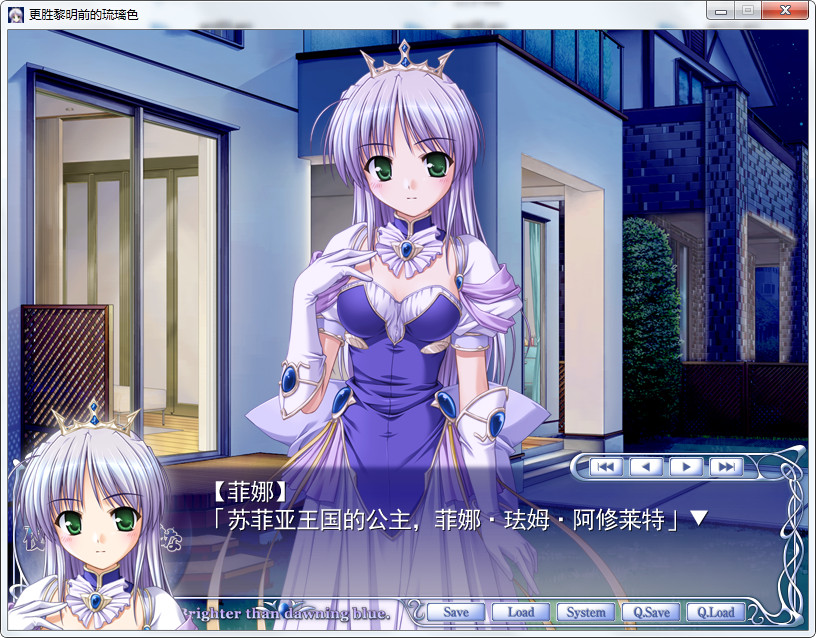 更胜黎明前的琉璃色
【菲娜】
「苏菲亚王国的公主，菲娜·珐姆·阿修莱特」▼
Brighter than dawning blue.
Save
Load
System
Q.Save
Q.Load